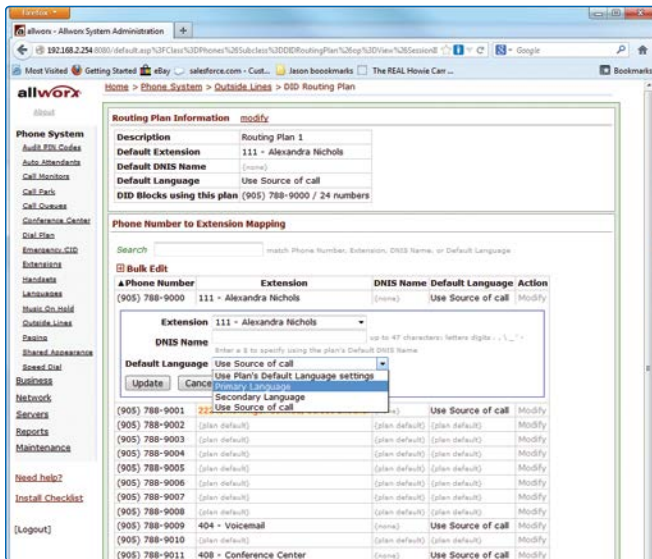 Firefox
allworx - Allworx System Administration
192.168.2.254:8080/default.asp%3FClass%3DPhones%26Subclass%3DDIDRoutingPlan%26op%3DView%26Session
Google
Most Visited Getting Started eBay salesforce.com - Cust... Jason boookmarks The REAL Howie Carr ... Bookmarks
allworx
About
Phone System
Audit PIN Codes
Auto Attendants
Call Monitors
Call Park
Call Queues
Conference Center
Dial Plan
Emergency CID
Extensions
Handsets
Languages
Music On Hold
Outside Lines
Paging
Shared Appearance
Speed Dial
Business
Network
Servers
Reports
Maintenance
Need help?
Install Checklist
[Logout]
Home > Phone System > Outside Lines > DID Routing Plan
Routing Plan Information modify
Description Routing Plan 1
Default Extension 111 - Alexandra Nichols
Default DNIS Name (none)
Default Language Use Source of call
DID Blocks using this plan (905) 788-9000 / 24 numbers
Phone Number to Extension Mapping
Search match Phone Number, Extension, DNIS Name, or Default Language
Bulk Edit
▲Phone Number Extension DNIS Name Default Language Action
(905) 788-9000 111 - Alexandra Nichols (none) Use Source of call Modify
Extension 111 - Alexandra Nichols
DNIS Name up to 47 characters: letters digits . , \ _ ' -
Enter a $ to specify using the plan's Default DNIS Name
Default Language Use Source of call
Use Plan's Default Language settings
Primary Language
Secondary Language
Use Source of call
Update
(905) 788-9001 Use Source of call Modify
(905) 788-9002 (plan default) (plan default) (plan default) Modify
(905) 788-9003 (plan default) (plan default) (plan default) Modify
(905) 788-9004 (plan default) (plan default) (plan default) Modify
(905) 788-9005 (plan default) (plan default) (plan default) Modify
(905) 788-9006 (plan default) (plan default) (plan default) Modify
(905) 788-9007 (plan default) (plan default) (plan default) Modify
(905) 788-9008 (plan default) (plan default) (plan default) Modify
(905) 788-9009 404 - Voicemail (none) Use Source of call Modify
(905) 788-9010 (plan default) (plan default) (plan default) Modify
(905) 788-9011 408 - Conference Center (none) Use Source of call Modify